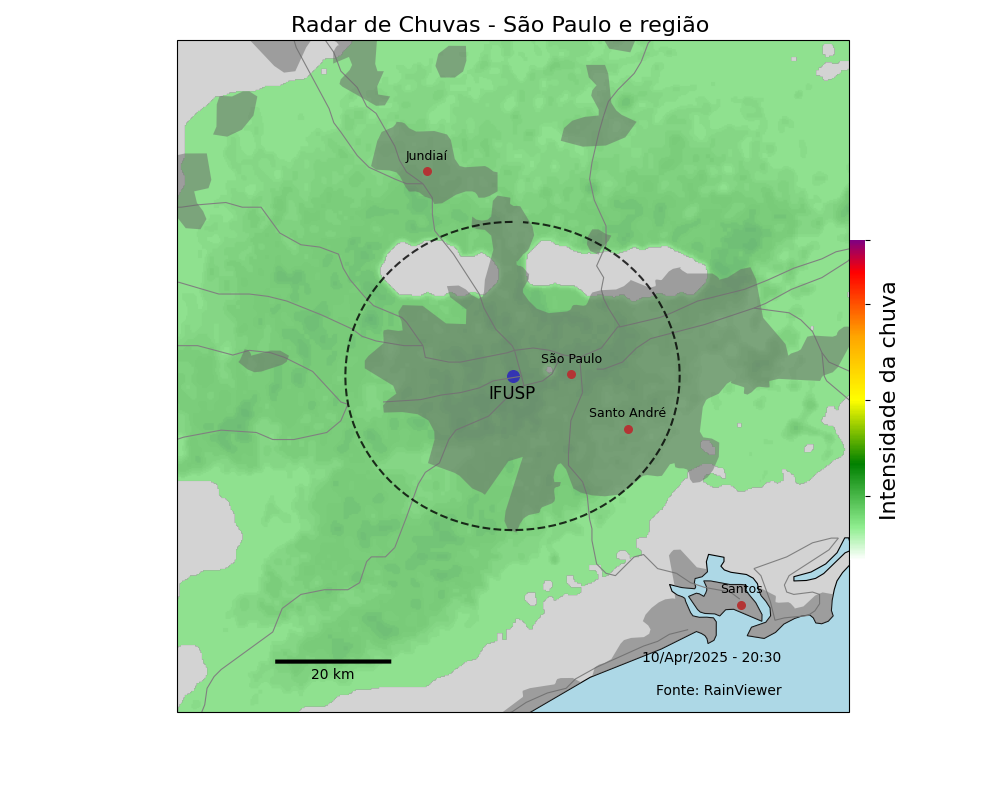 Radar de Chuvas - São Paulo e região
Jundiaí
São Paulo
IFUSP
Santo André
Intensidade da chuva
Santos
10/Apr/2025 - 20:30
20 km
Fonte: RainViewer